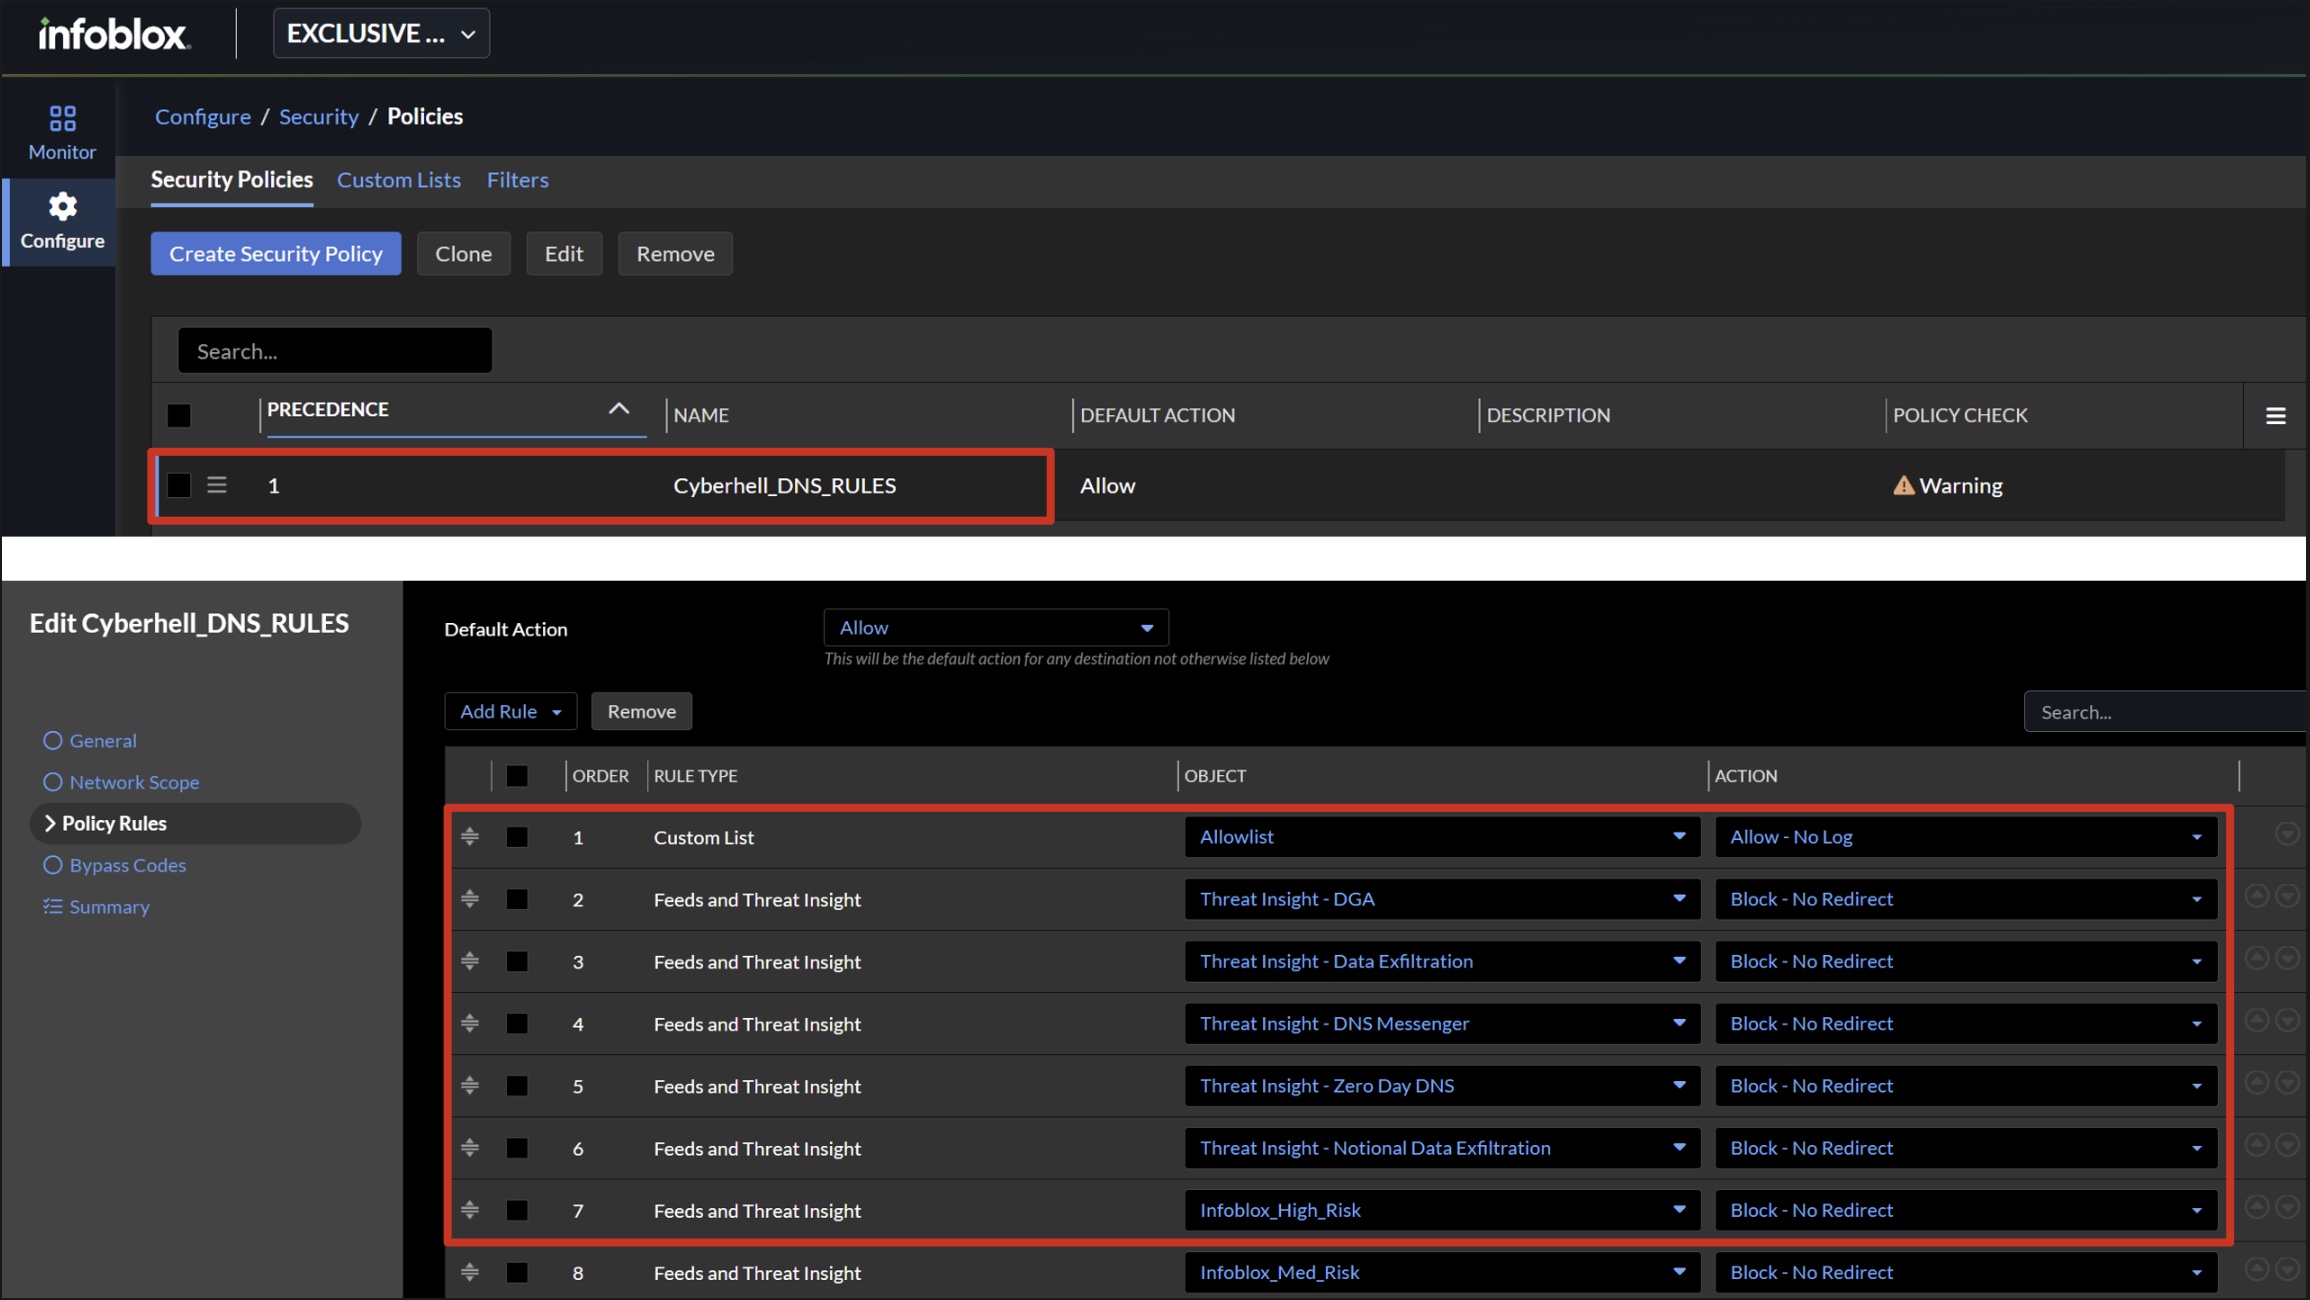 infoblox
EXCLUSIVE ...
Monitor
Configure
Configure / Security / Policies
Security Policies Custom Lists Filters
Create Security Policy Clone Edit Remove
Search...
PRECEDENCE NAME DEFAULT ACTION DESCRIPTION POLICY CHECK
1 Cyberhell_DNS_RULES Allow Warning
Edit Cyberhell_DNS_RULES
General
Network Scope
Policy Rules
Bypass Codes
Summary
Default Action Allow
This will be the default action for any destination not otherwise listed below
Add Rule Remove Search...
ORDER RULE TYPE OBJECT ACTION
1 Custom List Allowlist Allow - No Log
2 Feeds and Threat Insight Threat Insight - DGA Block - No Redirect
3 Feeds and Threat Insight Threat Insight - Data Exfiltration Block - No Redirect
4 Feeds and Threat Insight Threat Insight - DNS Messenger Block - No Redirect
5 Feeds and Threat Insight Threat Insight - Zero Day DNS Block - No Redirect
6 Feeds and Threat Insight Threat Insight - Notional Data Exfiltration Block - No Redirect
7 Feeds and Threat Insight Infoblox_High_Risk Block - No Redirect
8 Feeds and Threat Insight Infoblox_Med_Risk Block - No Redirect